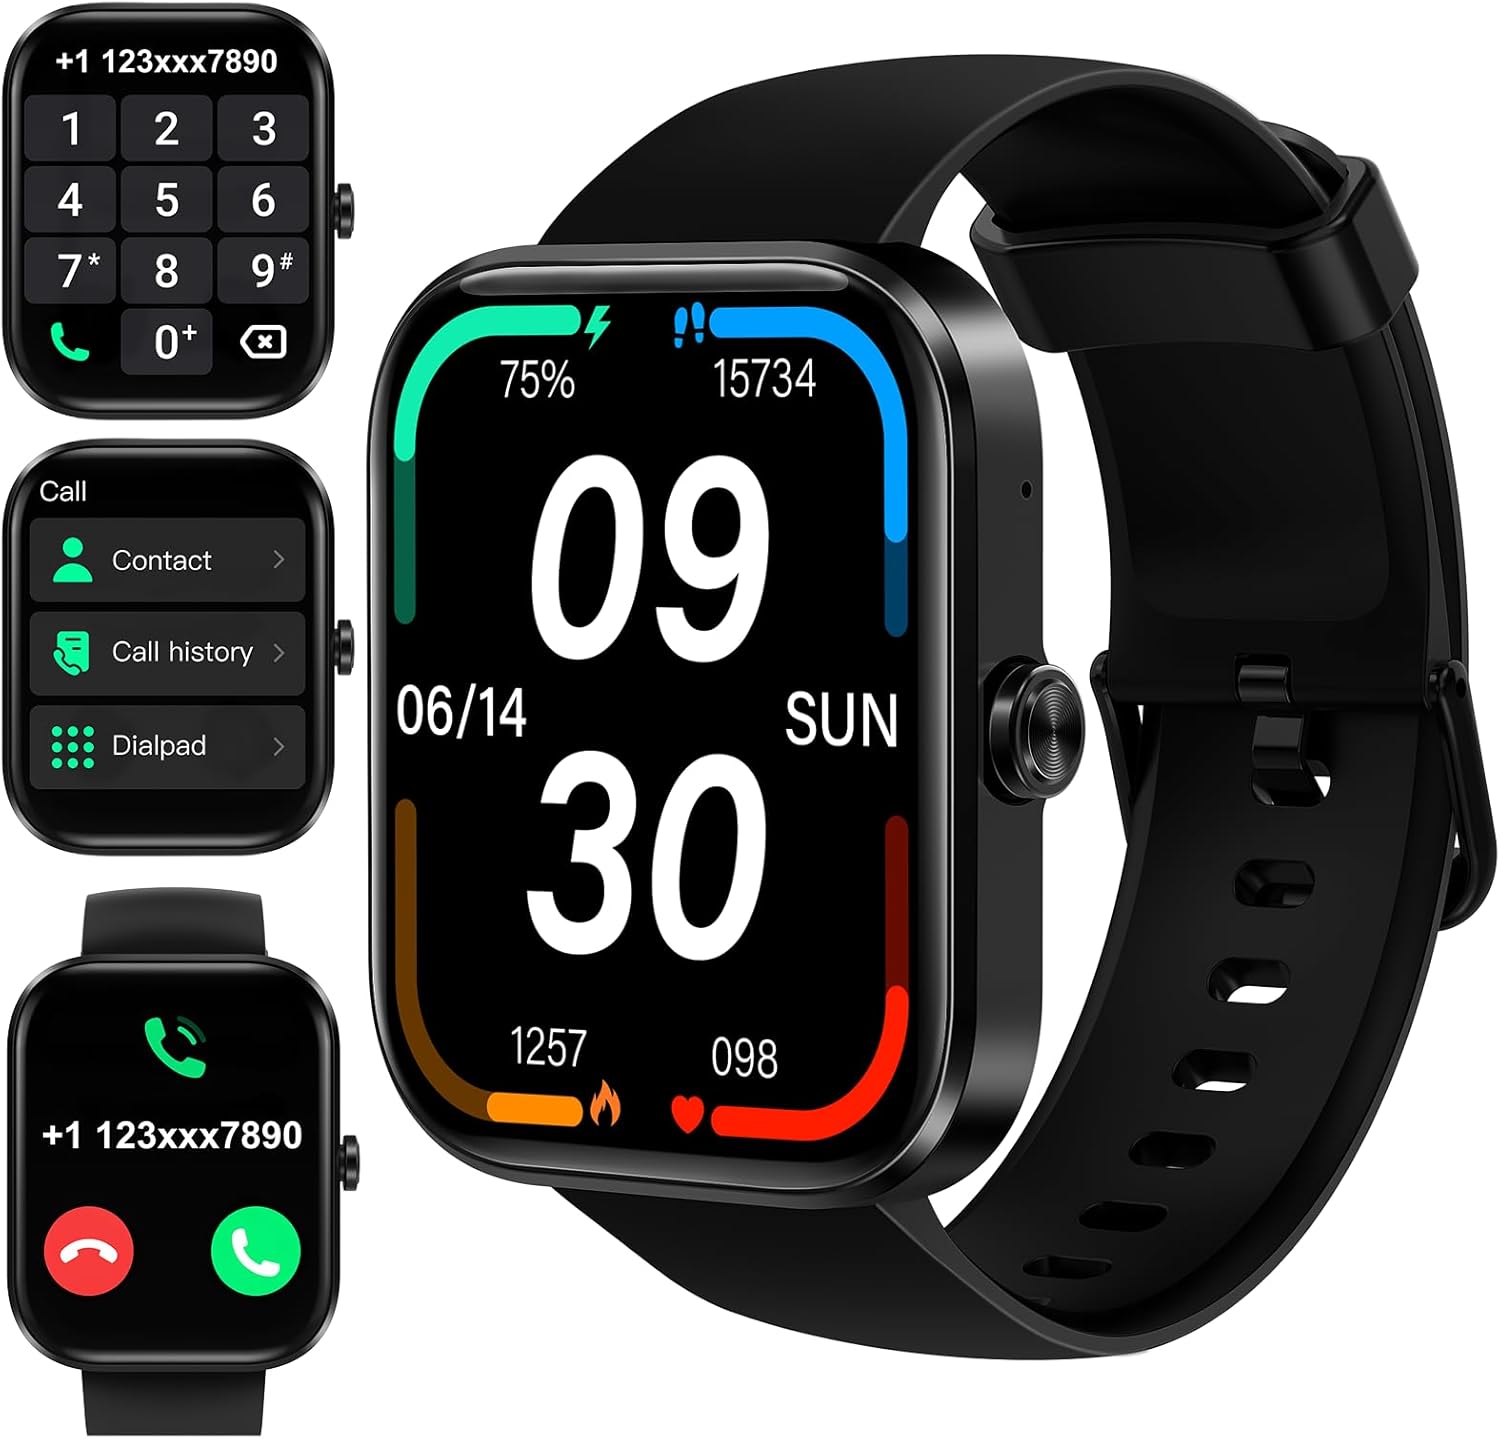 +1 123xxx7890
1 2 3
4 5 6
7* 8 9#
0+
Call
Contact
Call history
Dialpad
+1 123xxx7890
75% 15734
09
06/14 SUN
30
1257 098